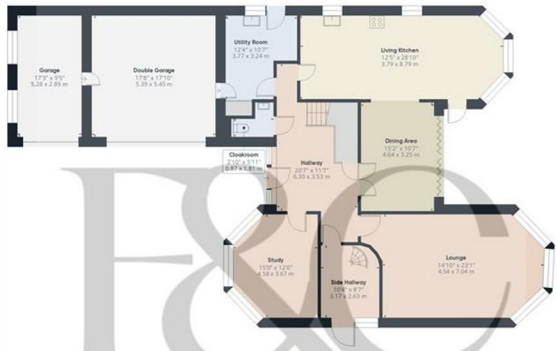 Utility Room
12'4" x 10'7"
3.77 x 3.24 m
Living Kitchen
12'5" x 28'10"
3.79 x 8.79 m
Garage
17'3" x 9'5"
5.28 x 2.89 m
Double Garage
17'8" x 17'10"
5.39 x 5.45 m
Dining Area
15'2" x 10'7"
4.64 x 3.25 m
Cloakroom
2'10" x 5'11"
0.87 x 1.81 m
Hallway
20'7" x 11'7"
6.30 x 3.53 m
Study
15'0" x 12'0"
4.58 x 3.67 m
Side Hallway
10'4" x 8'7"
3.17 x 2.63 m
Lounge
14'10" x 23'1"
4.54 x 7.04 m
F&C